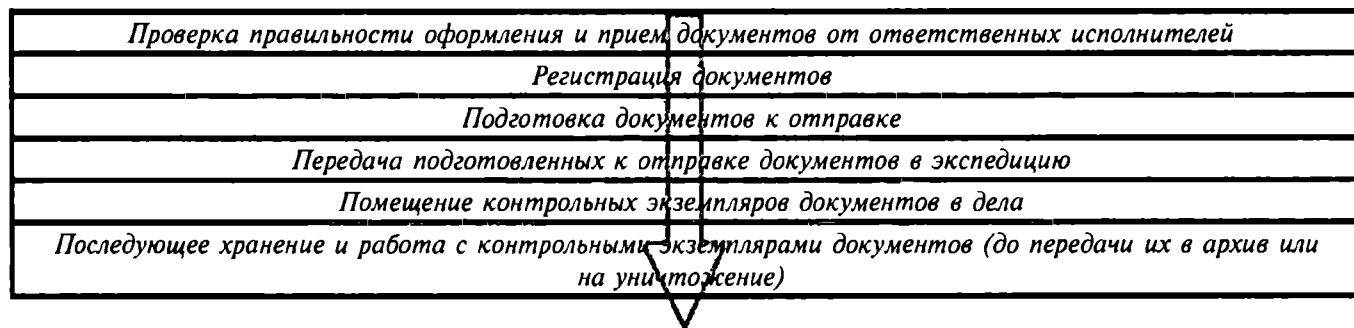 Проверка правильности оформления и прием документов от ответственных исполнителей
Регистрация документов
Подготовка документов к отправке
Передача подготовленных к отправке документов в экспедицию
Помещение контрольных экземпляров документов в дела
Последующее хранение и работа с контрольными экземплярами документов (до передачи их в архив или
на уничтожение)